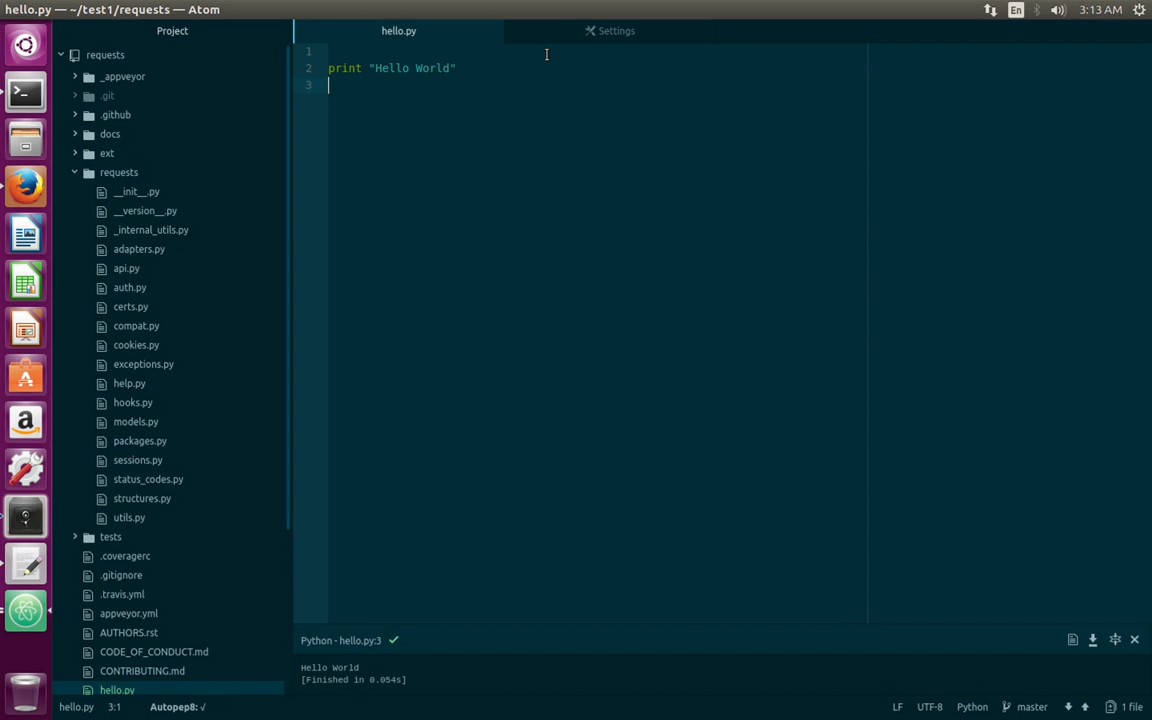 hello.py — ~/test1/requests — Atom
En
3:13 AM
Project
hello.py
Settings
requests
_appveyor
.git
.github
docs
ext
requests
__init__.py
__version__.py
_internal_utils.py
adapters.py
api.py
auth.py
certs.py
compat.py
cookies.py
exceptions.py
help.py
hooks.py
models.py
packages.py
sessions.py
status_codes.py
structures.py
utils.py
tests
.coveragerc
.gitignore
.travis.yml
appveyor.yml
AUTHORS.rst
CODE_OF_CONDUCT.md
CONTRIBUTING.md
hello.py
1
2 print "Hello World"
3
Python - hello.py:3
Hello World
[Finished in 0.054s]
hello.py 3:1 Autopep8: √ LF UTF-8 Python master 1 file